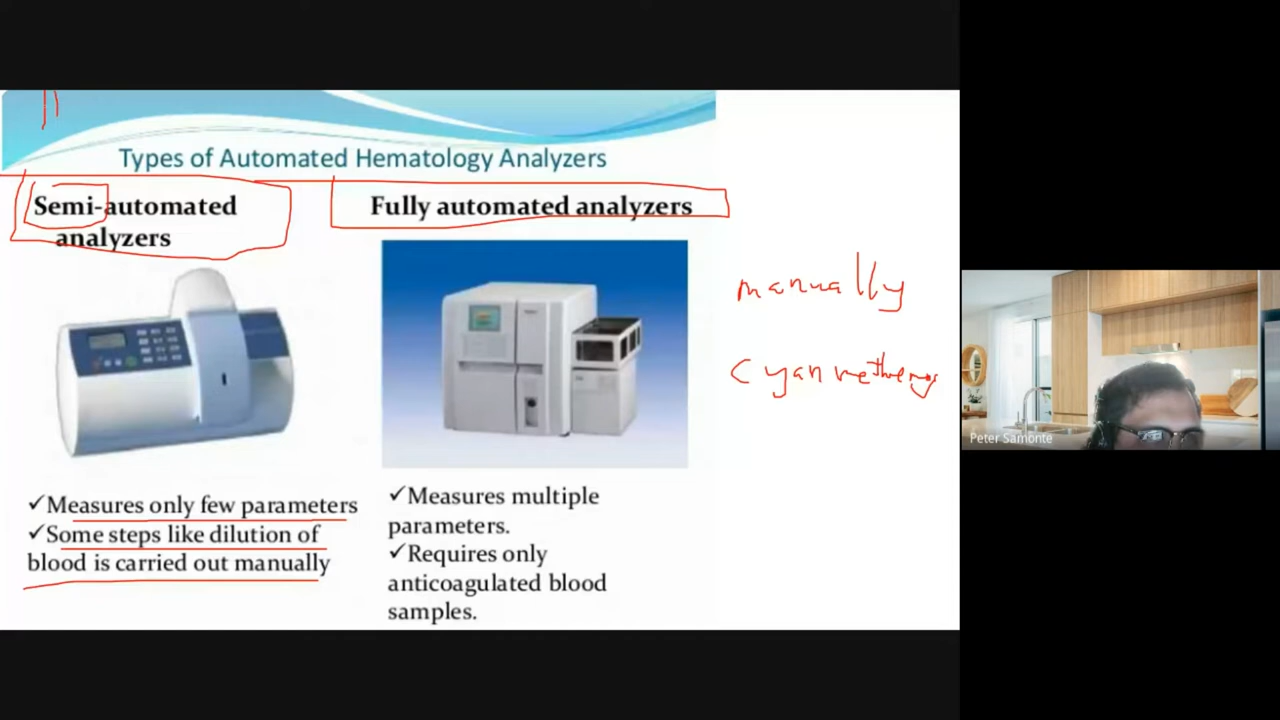 Types of Automated Hematology Analyzers
Semi-automated
analyzers
Fully automated analyzers
manually
Measures only few parameters
Some steps like dilution of
blood is carried out manually
Measures multiple
parameters.
Requires only
anticoagulated blood
samples.
Peter Samonte